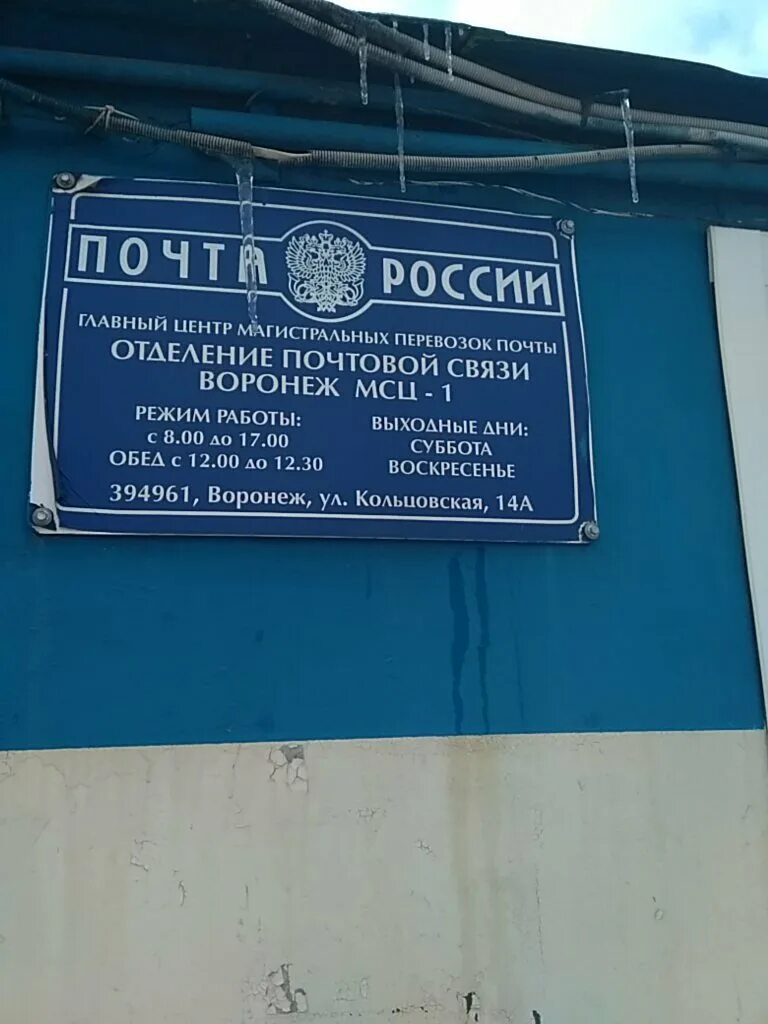 ПОЧТА РОССИИ
ГЛАВНЫЙ ЦЕНТР МАГИСТРАЛЬНЫХ ПЕРЕВОЗОК ПОЧТЫ
ОТДЕЛЕНИЕ ПОЧТОВОЙ СВЯЗИ
ВОРОНЕЖ МСЦ - 1
РЕЖИМ РАБОТЫ:
с 8.00 до 17.00
ОБЕД с 12.00 до 12.30
ВЫХОДНЫЕ ДНИ:
СУББОТА
ВОСКРЕСЕНЬЕ
394961, Воронеж, ул. Кольцовская, 14А